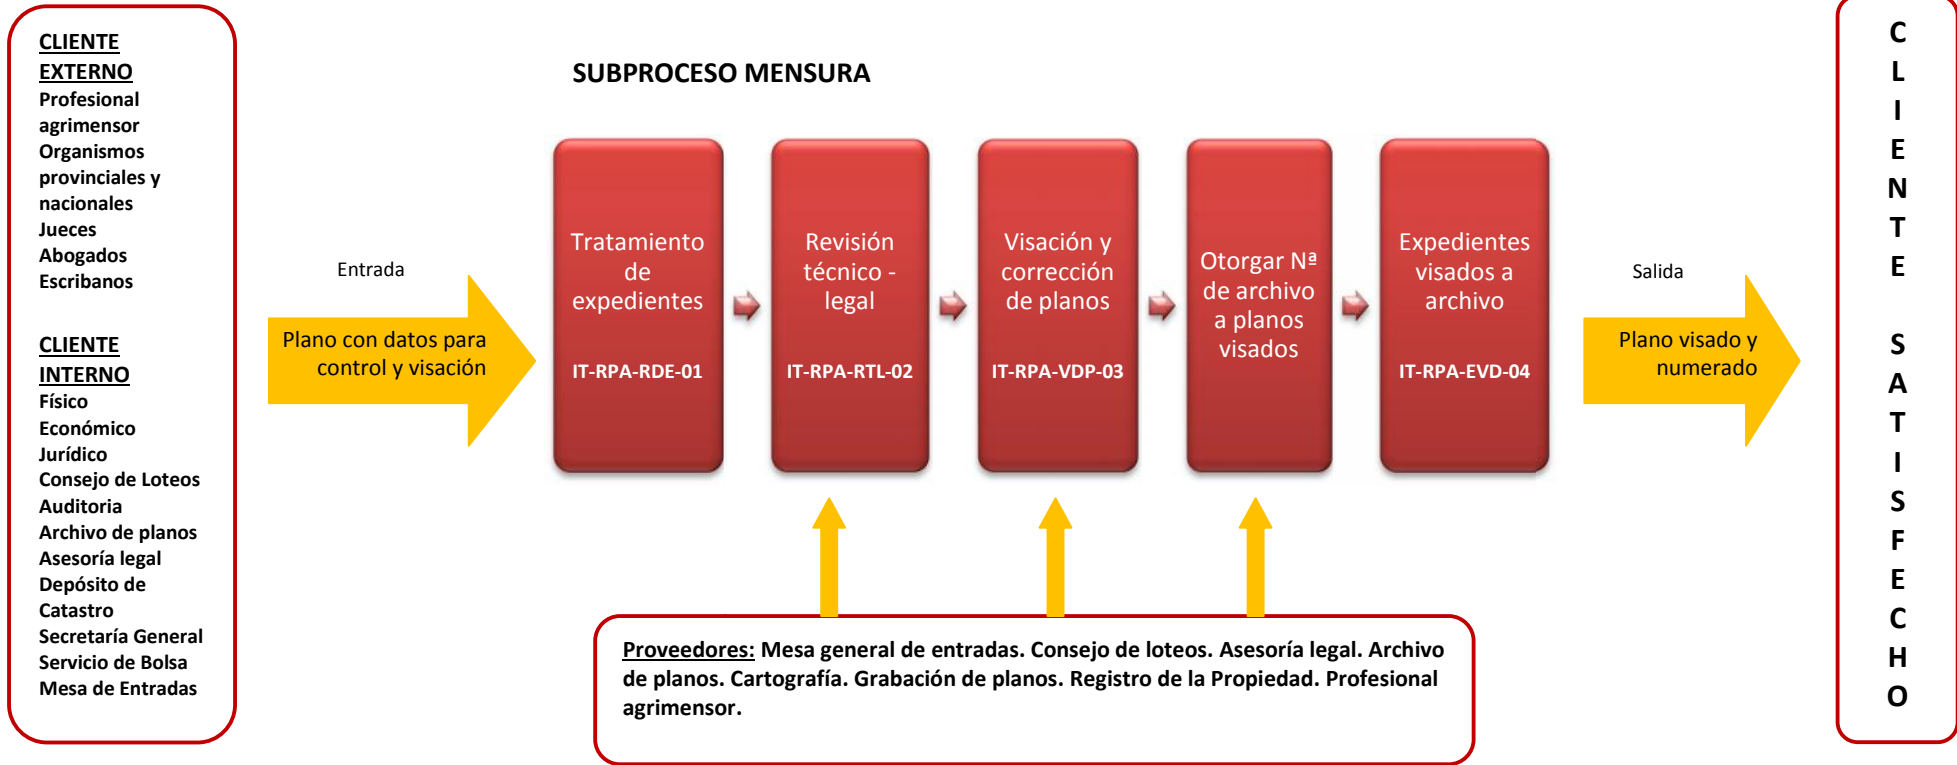 CLIENTE
EXTERNO
Profesional
agrimensor
Organismos
provinciales y
nacionales
Jueces
Abogados
Escribanos
CLIENTE
INTERNO
Físico
Económico
Jurídico
Consejo de Loteos
Auditoria
Archivo de planos
Asesoría legal
Depósito de
Catastro
Secretaría General
Servicio de Bolsa
Mesa de Entradas
SUBPROCESO MENSURA
Entrada
Plano con datos para
control y visación
Tratamiento
de
expedientes
IT-RPA-RDE-01
Revisión
técnico -
legal
IT-RPA-RTL-02
Visación y
corrección
de planos
IT-RPA-VDP-03
Otorgar Nª
de archivo
a planos
visados
Expedientes
visados a
archivo
IT-RPA-EVD-04
Salida
Plano visado y
numerado
Proveedores: Mesa general de entradas. Consejo de loteos. Asesoría legal. Archivo
de planos. Cartografía. Grabación de planos. Registro de la Propiedad. Profesional
agrimensor.
C
L
I
E
N
T
E
S
A
T
I
S
F
E
C
H
O